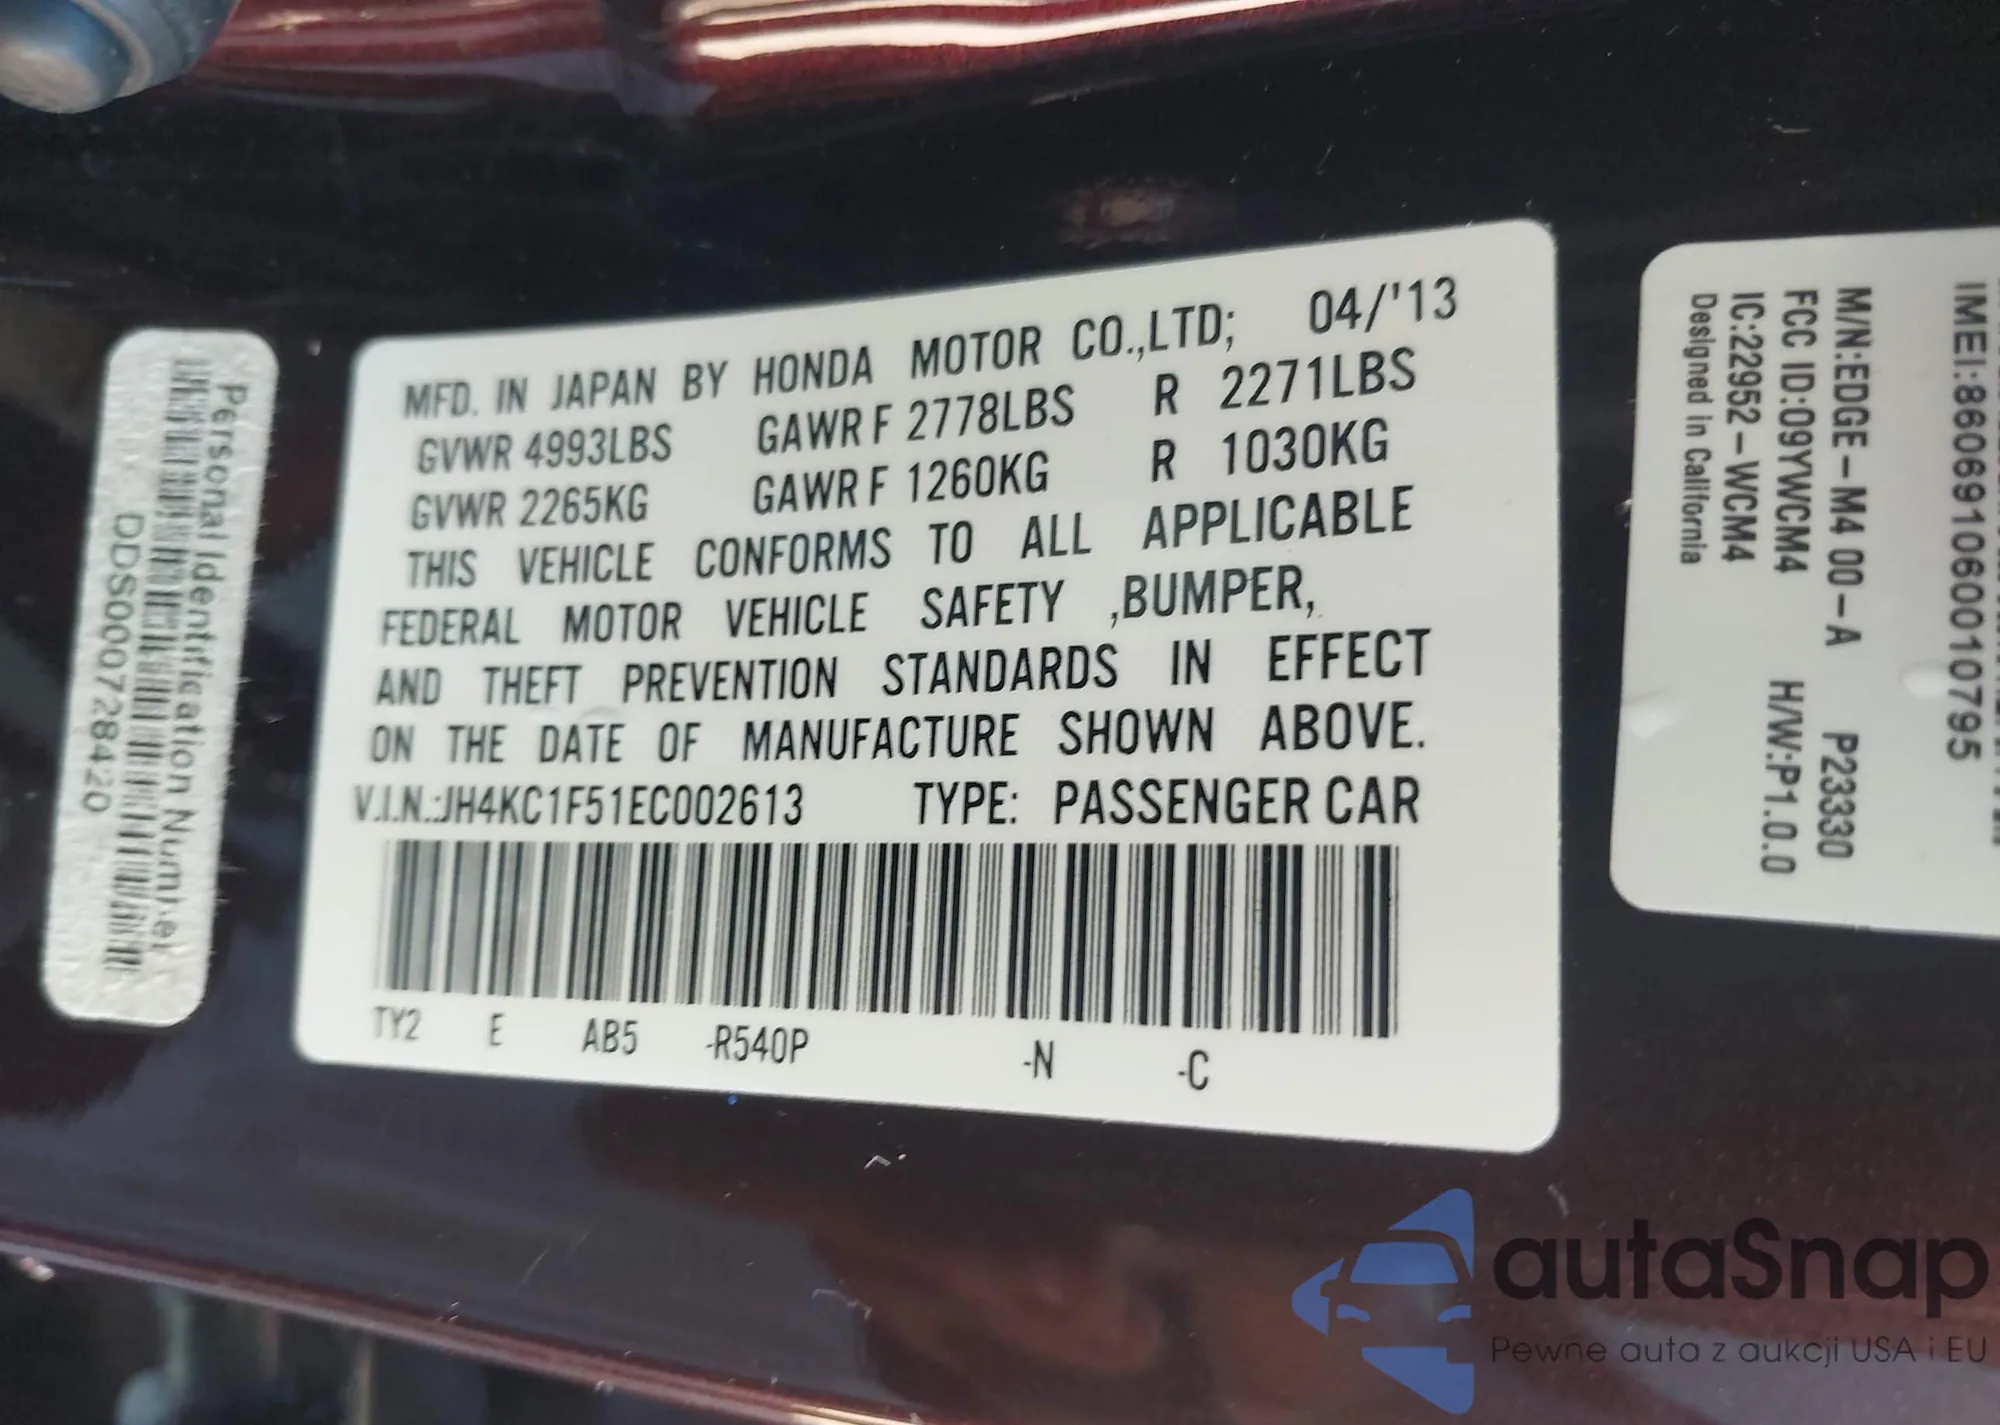 Personal Identification Number
DDS000728420
MFD. IN JAPAN BY HONDA MOTOR CO.,LTD; 04/'13
GVWR 4993LBS GAWR F 2778LBS R 2271LBS
GVWR 2265KG GAWR F 1260KG R 1030KG
THIS VEHICLE CONFORMS TO ALL APPLICABLE
FEDERAL MOTOR VEHICLE SAFETY ,BUMPER,
AND THEFT PREVENTION STANDARDS IN EFFECT
ON THE DATE OF MANUFACTURE SHOWN ABOVE.
V.I.N.:JH4KC1F51EC002613 TYPE: PASSENGER CAR
TY2 E AB5 -R540P -N -C
IMEI:860691060010795
M/N:EDGE-M4 00-A P23330
FCC ID:09YWCM4 H/W:P1.0.0
IC:22952-WCM4
Designed in California
autaSnap
Pewne auta z aukcji USA i EU